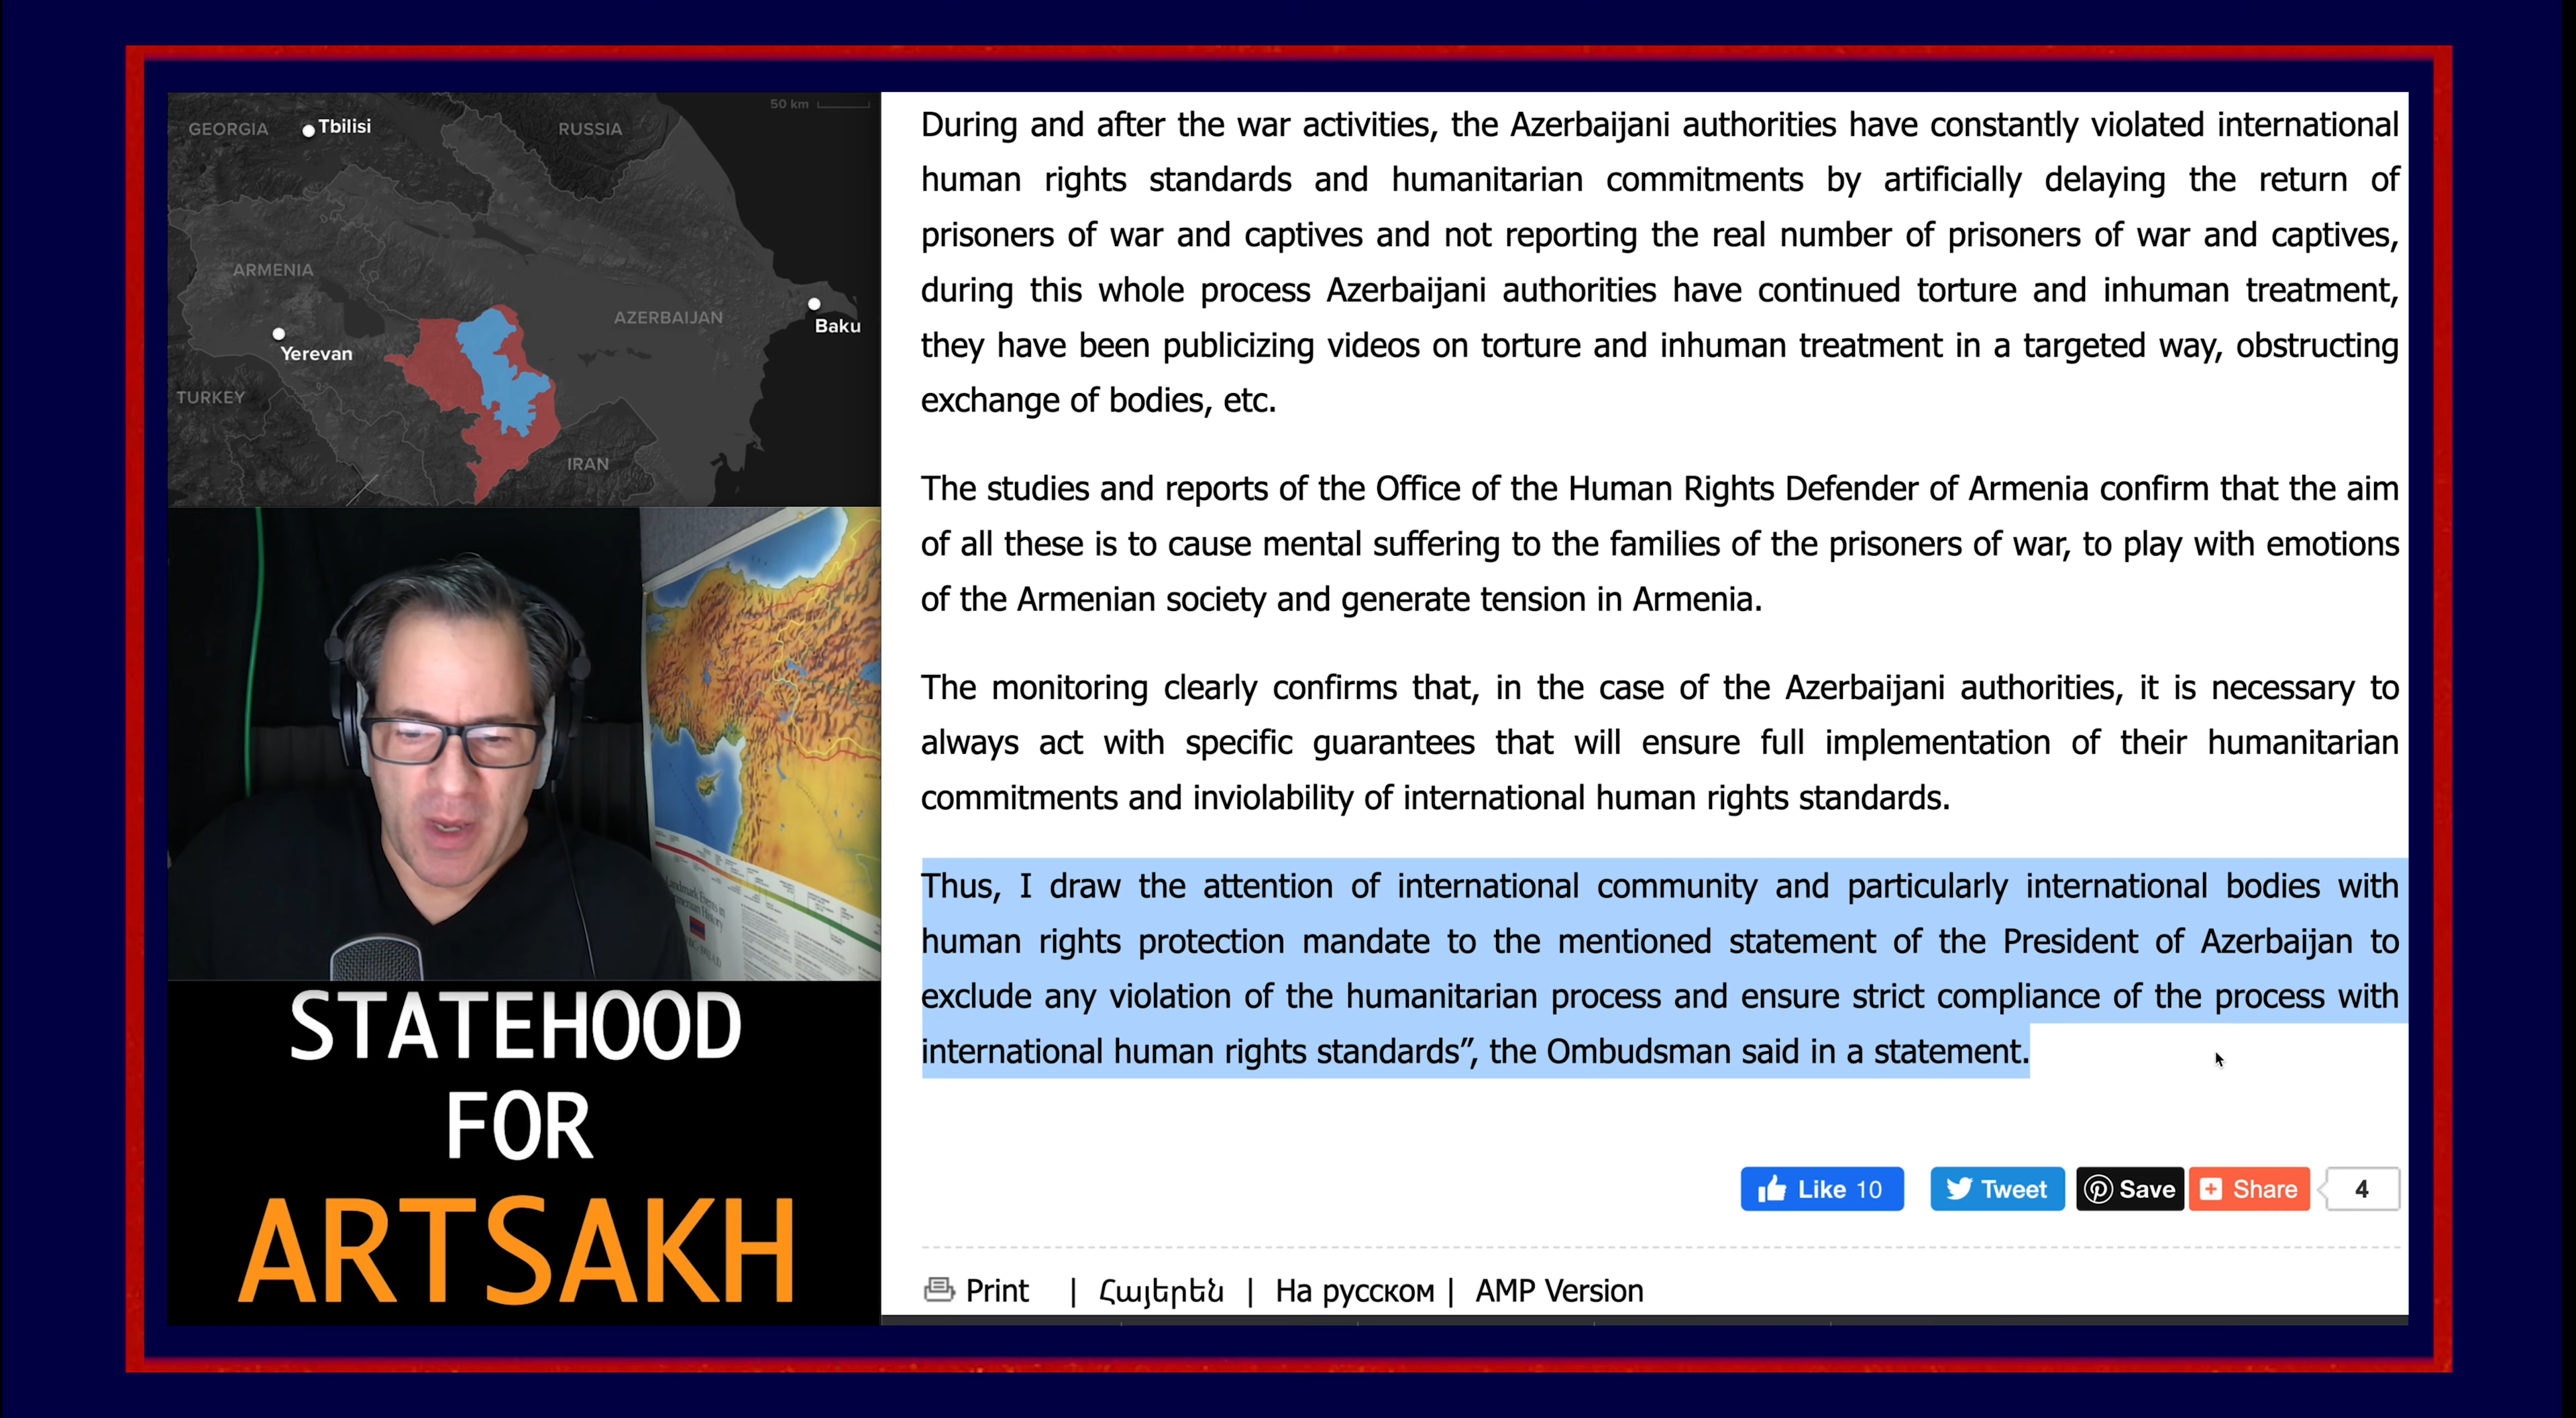 50 km
GEORGIA
Tbilisi
RUSSIA
ARMENIA
AZERBAIJAN
Baku
Yerevan
TURKEY
IRAN
Landmark Events in
Armenian History
STATEHOOD
FOR
ARTSAKH
During and after the war activities, the Azerbaijani authorities have constantly violated international
human rights standards and humanitarian commitments by artificially delaying the return of
prisoners of war and captives and not reporting the real number of prisoners of war and captives,
during this whole process Azerbaijani authorities have continued torture and inhuman treatment,
they have been publicizing videos on torture and inhuman treatment in a targeted way, obstructing
exchange of bodies, etc.
The studies and reports of the Office of the Human Rights Defender of Armenia confirm that the aim
of all these is to cause mental suffering to the families of the prisoners of war, to play with emotions
of the Armenian society and generate tension in Armenia.
The monitoring clearly confirms that, in the case of the Azerbaijani authorities, it is necessary to
always act with specific guarantees that will ensure full implementation of their humanitarian
commitments and inviolability of international human rights standards.
Thus, I draw the attention of international community and particularly international bodies with
human rights protection mandate to the mentioned statement of the President of Azerbaijan to
exclude any violation of the humanitarian process and ensure strict compliance of the process with
international human rights standards”, the Ombudsman said in a statement.
Like 10 Tweet Save Share 4
Print | Հայերեն | На русском | AMP Version